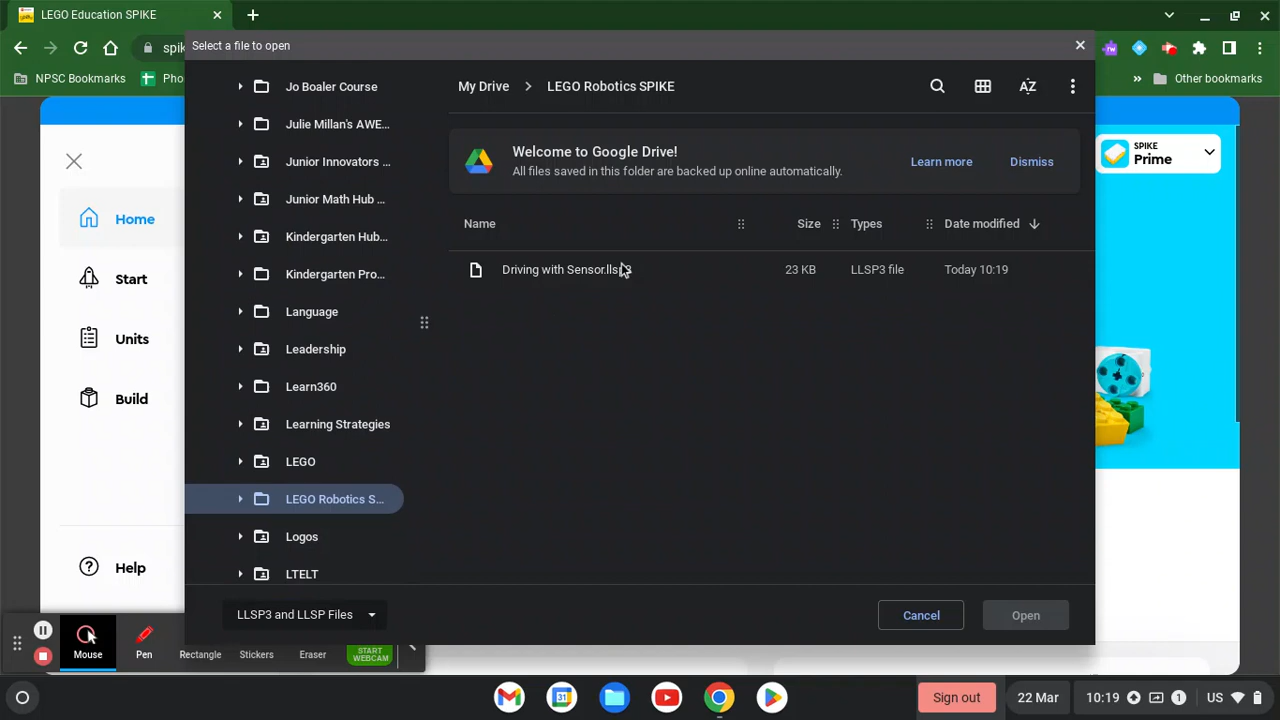 LEGO Education SPIKE
spik
NPSC Bookmarks
Pho
Other bookmarks
Select a file to open
Jo Boaler Course
Julie Millan's AWE...
Junior Innovators ...
Junior Math Hub ...
Kindergarten Hub...
Kindergarten Pro...
Language
Leadership
Learn360
Learning Strategies
LEGO
LEGO Robotics S...
Logos
LTELT
My Drive
LEGO Robotics SPIKE
Welcome to Google Drive!
All files saved in this folder are backed up online automatically.
Learn more
Dismiss
Name
Size
Types
Date modified
Driving with Sensor.llsp3
23 KB
LLSP3 file
Today 10:19
LLSP3 and LLSP Files
Cancel
Open
Home
Start
Units
Build
Help
SPIKE
Prime
Mouse
Pen
Rectangle
Stickers
Eraser
START
WEBCAM
Sign out
22 Mar
10:19
1
US